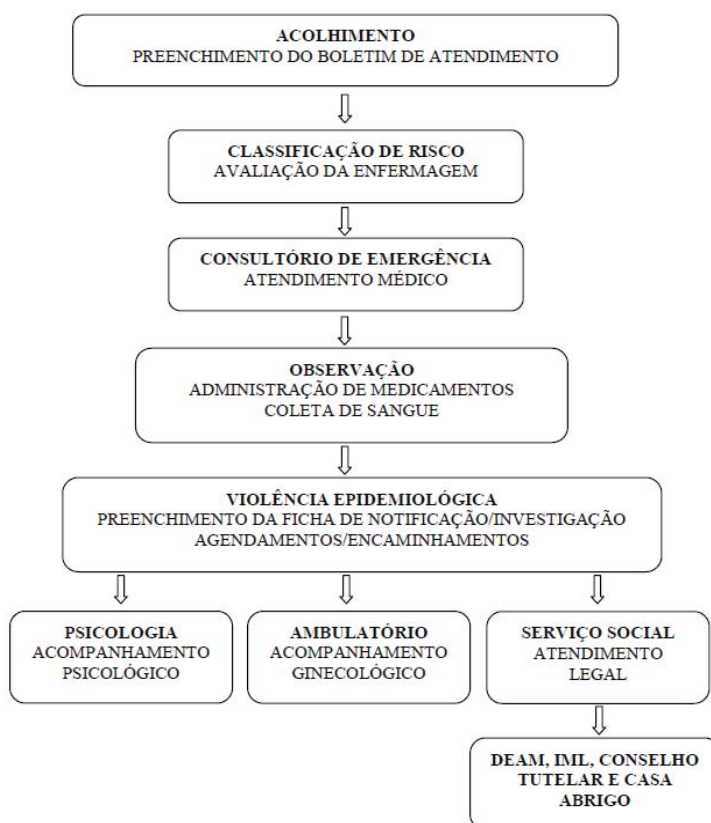 ACOLHIMENTO
PREENCHIMENTO DO BOLETIM DE ATENDIMENTO
CLASSIFICAÇÃO DE RISCO
AVALIAÇÃO DA ENFERMAGEM
CONSULTÓRIO DE EMERGÊNCIA
ATENDIMENTO MÉDICO
OBSERVAÇÃO
ADMINISTRAÇÃO DE MEDICAMENTOS
COLETA DE SANGUE
VIOLÊNCIA EPIDEMIOLÓGICA
PREENCHIMENTO DA FICHA DE NOTIFICAÇÃO/INVESTIGAÇÃO
AGENDAMENTOS/ENCAMINHAMENTOS
PSICOLOGIA
ACOMPANHAMENTO
PSICOLÓGICO
AMBULATÓRIO
ACOMPANHAMENTO
GINECOLÓGICO
SERVIÇO SOCIAL
ATENDIMENTO
LEGAL
DEAM, IML, CONSELHO
TUTELAR E CASA
ABRIGO